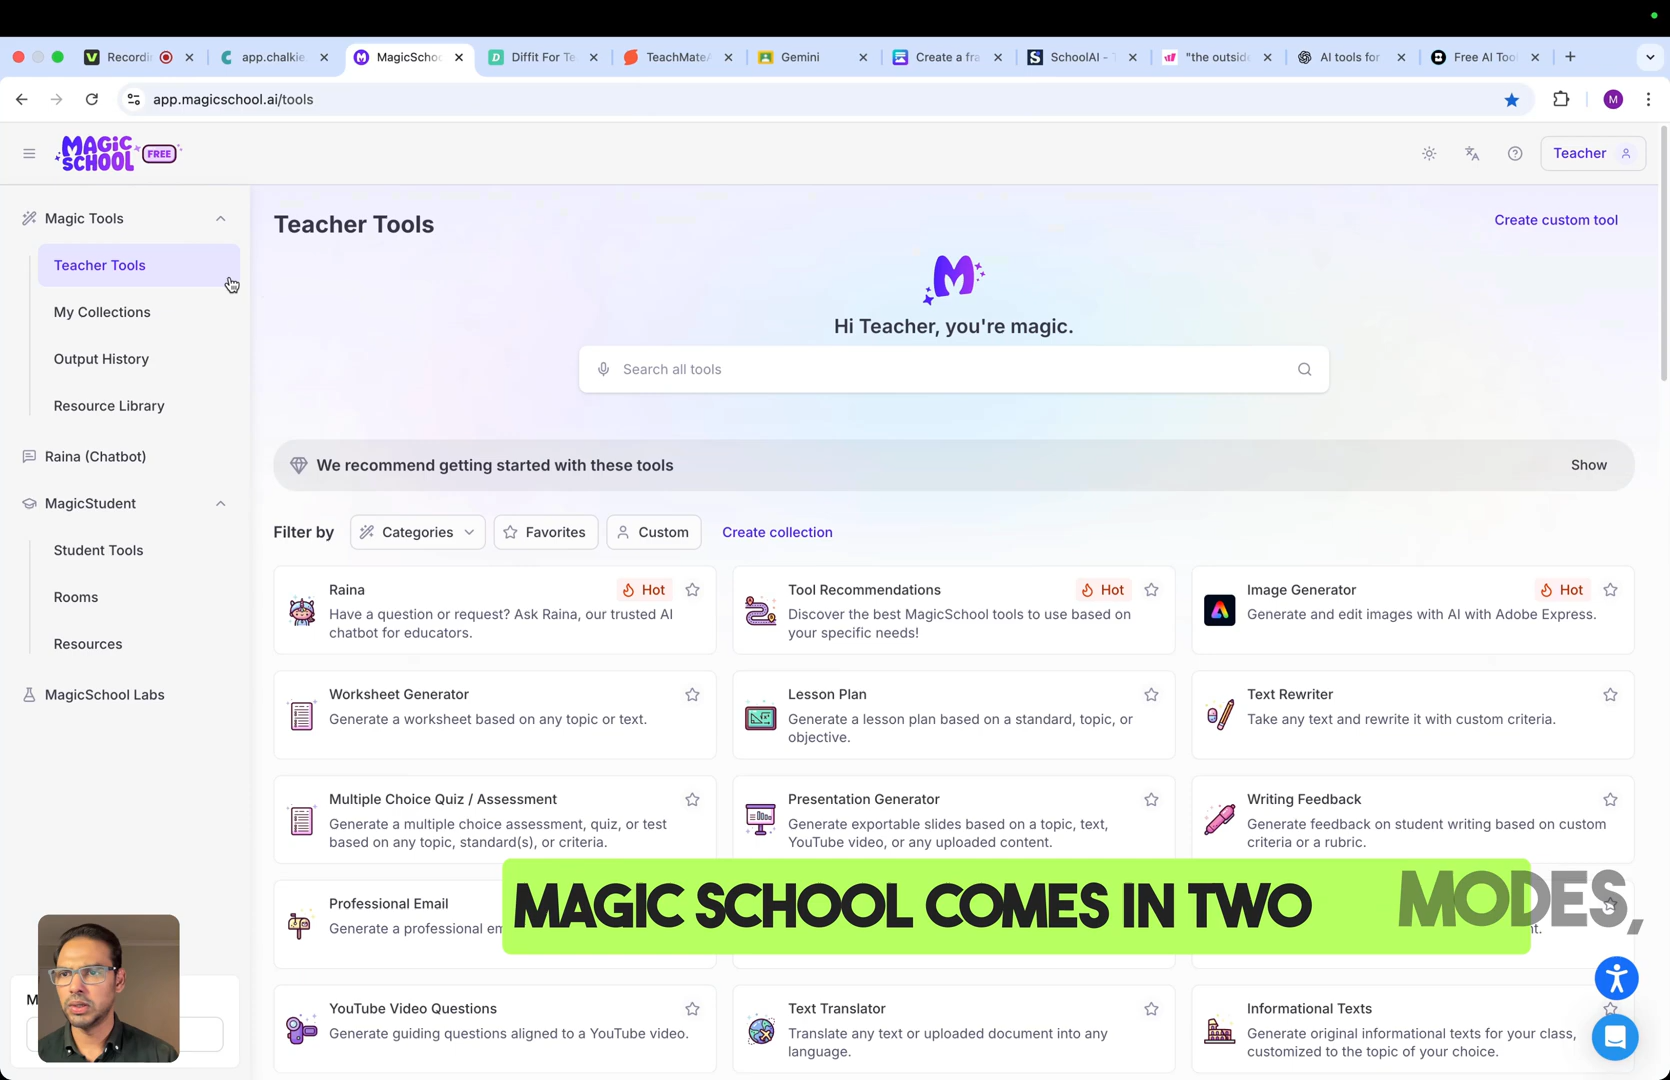 Recordin
app.chalkie
MagicSchoo
Diffit For Te
TeachMateA
Gemini
Create a fra
SchoolAI - T
"the outside
AI tools for
Free AI Tool
app.magicschool.ai/tools
M
MAGIC SCHOOL FREE
Teacher
Magic Tools
Teacher Tools
My Collections
Output History
Resource Library
Raina (Chatbot)
MagicStudent
Student Tools
Rooms
Resources
MagicSchool Labs
M
Teacher Tools
Create custom tool
Hi Teacher, you're magic.
Search all tools
We recommend getting started with these tools
Show
Filter by
Categories
Favorites
Custom
Create collection
Raina
Hot
Have a question or request? Ask Raina, our trusted AI
chatbot for educators.
Tool Recommendations
Hot
Discover the best MagicSchool tools to use based on
your specific needs!
Image Generator
Hot
Generate and edit images with AI with Adobe Express.
Worksheet Generator
Generate a worksheet based on any topic or text.
Lesson Plan
Generate a lesson plan based on a standard, topic, or
objective.
Text Rewriter
Take any text and rewrite it with custom criteria.
Multiple Choice Quiz / Assessment
Generate a multiple choice assessment, quiz, or test
based on any topic, standard(s), or criteria.
Presentation Generator
Generate exportable slides based on a topic, text,
YouTube video, or any uploaded content.
Writing Feedback
Generate feedback on student writing based on custom
criteria or a rubric.
Professional Email
Generate a professional em
MAGIC SCHOOL COMES IN TWO MODES,
YouTube Video Questions
Generate guiding questions aligned to a YouTube video.
Text Translator
Translate any text or uploaded document into any
language.
Informational Texts
Generate original informational texts for your class,
customized to the topic of your choice.